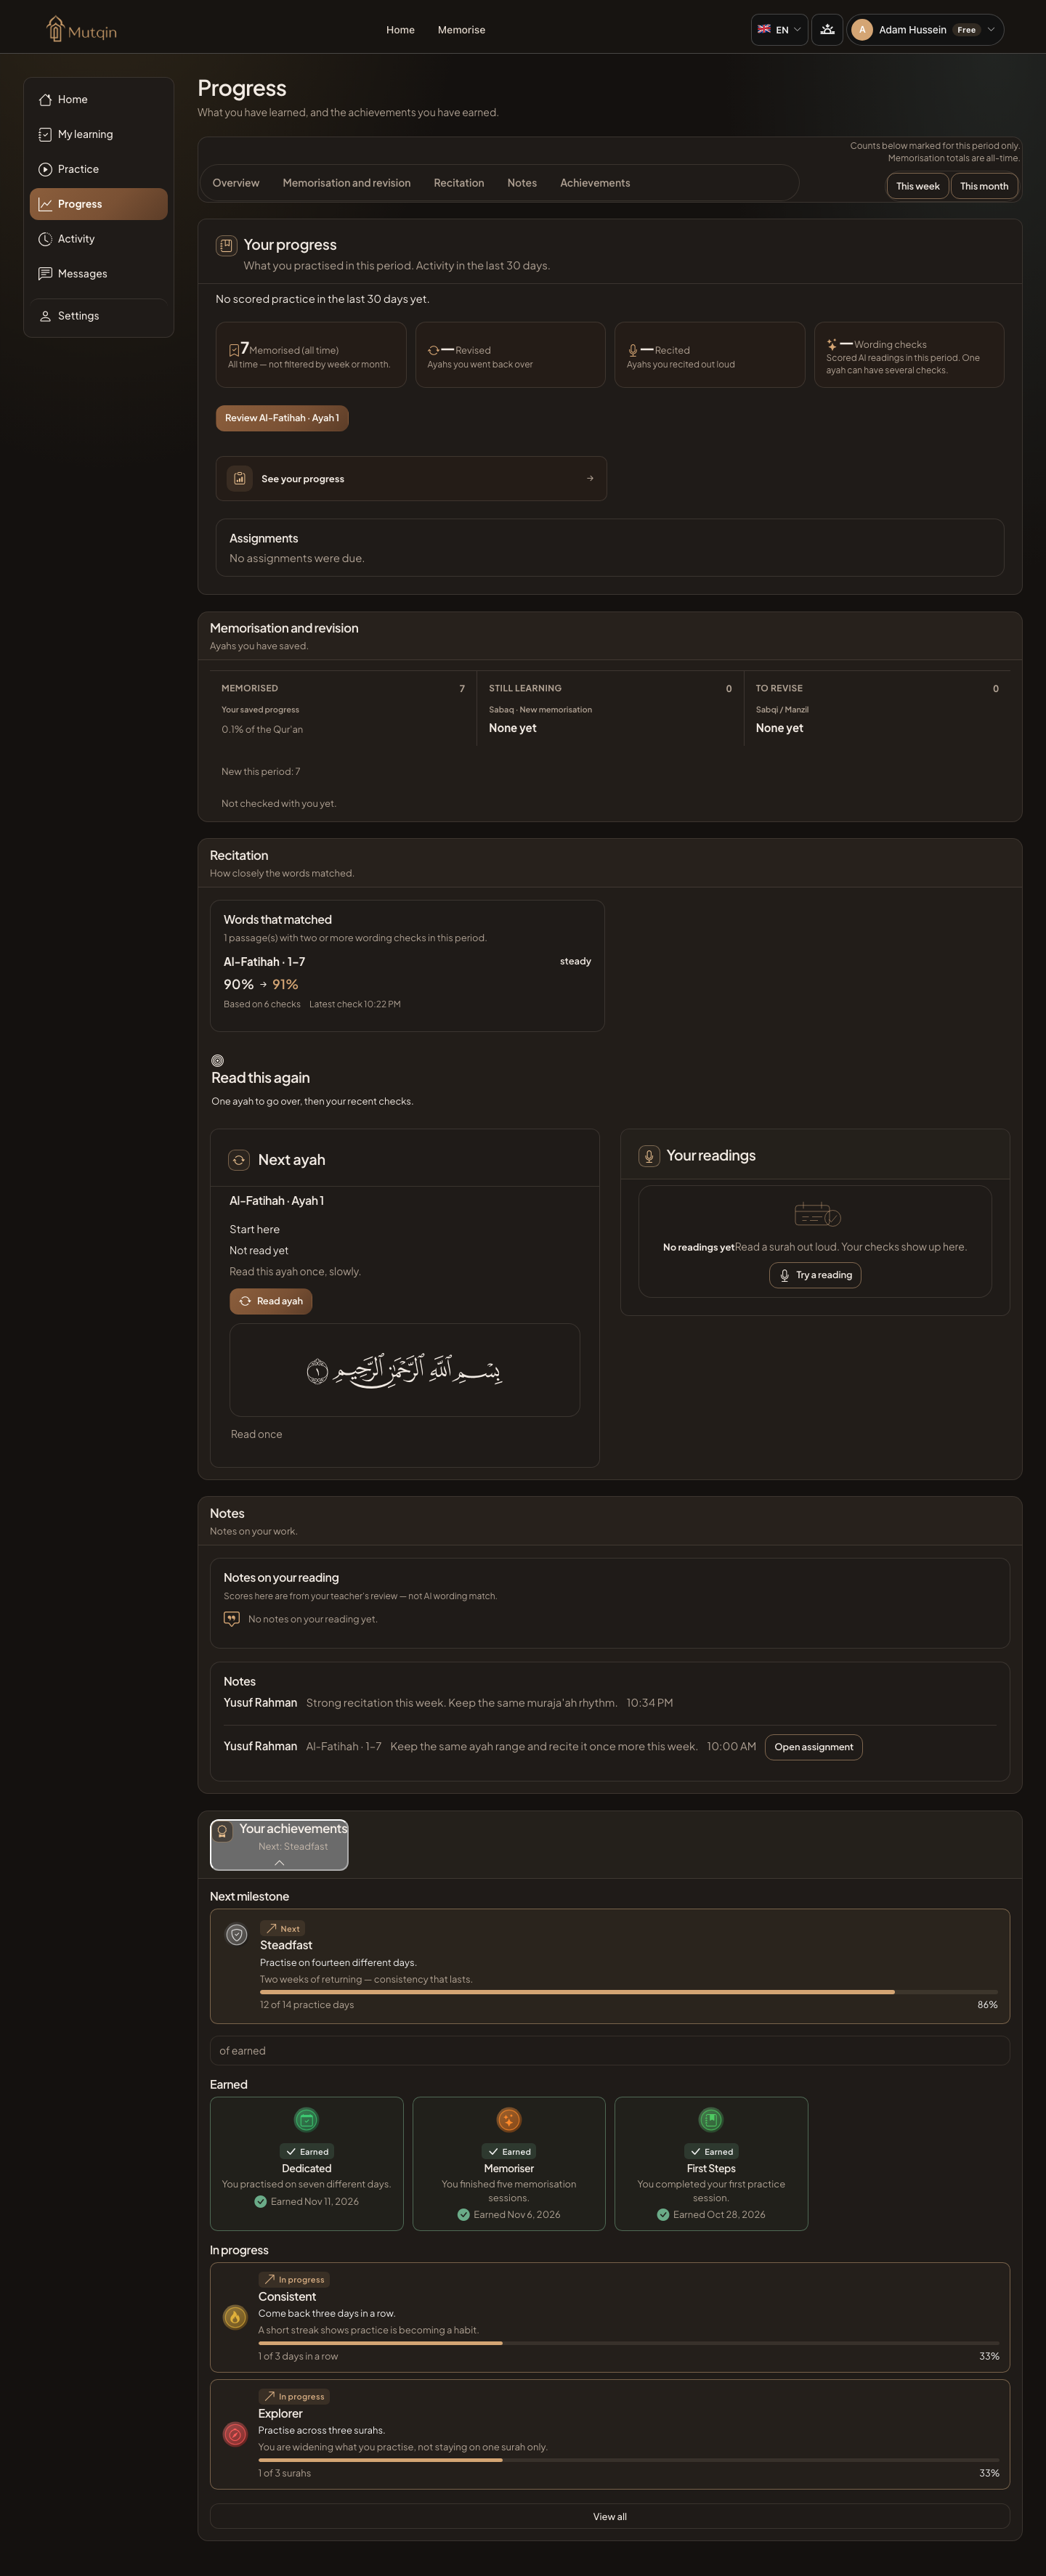 Mutqin
Home
Memorise
EN
A
Adam Hussein
Free
Home
My learning
Practice
Progress
Activity
Messages
Settings
Progress
What you have learned, and the achievements you have earned.
Counts below marked for this period only.
Memorisation totals are all-time.
Overview
Memorisation and revision
Recitation
Notes
Achievements
This week
This month
Your progress
What you practised in this period. Activity in the last 30 days.
No scored practice in the last 30 days yet.
7 Memorised (all time)
All time — not filtered by week or month.
— Revised
Ayahs you went back over
— Recited
Ayahs you recited out loud
— Wording checks
Scored AI readings in this period. One
ayah can have several checks.
Review Al-Fatihah · Ayah 1
See your progress →
Assignments
No assignments were due.
Memorisation and revision
Ayahs you have saved.
MEMORISED 7
Your saved progress
0.1% of the Qur'an
STILL LEARNING 0
Sabaq · New memorisation
None yet
TO REVISE 0
Sabqi / Manzil
None yet
New this period: 7
Not checked with you yet.
Recitation
How closely the words matched.
Words that matched
1 passage(s) with two or more wording checks in this period.
Al-Fatihah · 1–7 steady
90% → 91%
Based on 6 checks Latest check 10:22 PM
Read this again
One ayah to go over, then your recent checks.
Next ayah
Al-Fatihah · Ayah 1
Start here
Not read yet
Read this ayah once, slowly.
Read ayah
بِسْمِ ٱللَّهِ ٱلرَّحْمَٰنِ ٱلرَّحِيمِ ١
Read once
Your readings
No readings yetRead a surah out loud. Your checks show up here.
Try a reading
Notes
Notes on your work.
Notes on your reading
Scores here are from your teacher's review — not AI wording match.
No notes on your reading yet.
Notes
Yusuf Rahman Strong recitation this week. Keep the same muraja'ah rhythm. 10:34 PM
Yusuf Rahman Al-Fatihah · 1–7 Keep the same ayah range and recite it once more this week. 10:00 AM Open assignment
Your achievements
Next: Steadfast
Next milestone
Next
Steadfast
Practise on fourteen different days.
Two weeks of returning — consistency that lasts.
12 of 14 practice days 86%
of earned
Earned
Earned
Dedicated
You practised on seven different days.
Earned Nov 11, 2026
Earned
Memoriser
You finished five memorisation
sessions.
Earned Nov 6, 2026
Earned
First Steps
You completed your first practice
session.
Earned Oct 28, 2026
In progress
In progress
Consistent
Come back three days in a row.
A short streak shows practice is becoming a habit.
1 of 3 days in a row 33%
In progress
Explorer
Practise across three surahs.
You are widening what you practise, not staying on one surah only.
1 of 3 surahs 33%
View all